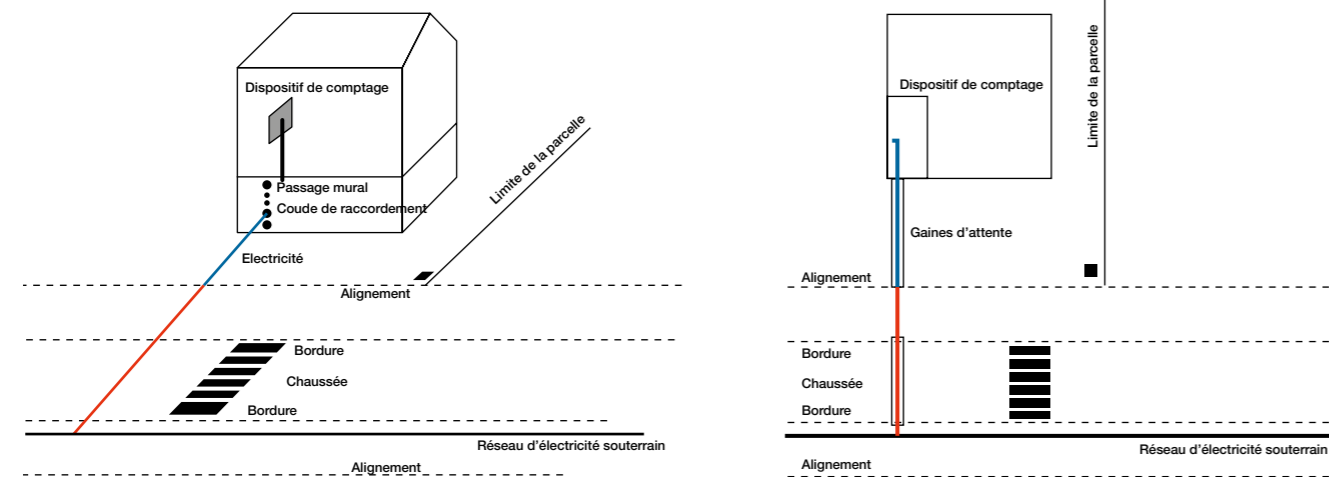 Dispositif de comptage
Passage mural
Coude de raccordement
Electricité
Limite de la parcelle
Alignement
Bordure
Chaussée
Bordure
Réseau d'électricité souterrain
Alignement
Dispositif de comptage
Limite de la parcelle
Gaines d'attente
Alignement
Bordure
Chaussée
Bordure
Réseau d'électricité souterrain
Alignement